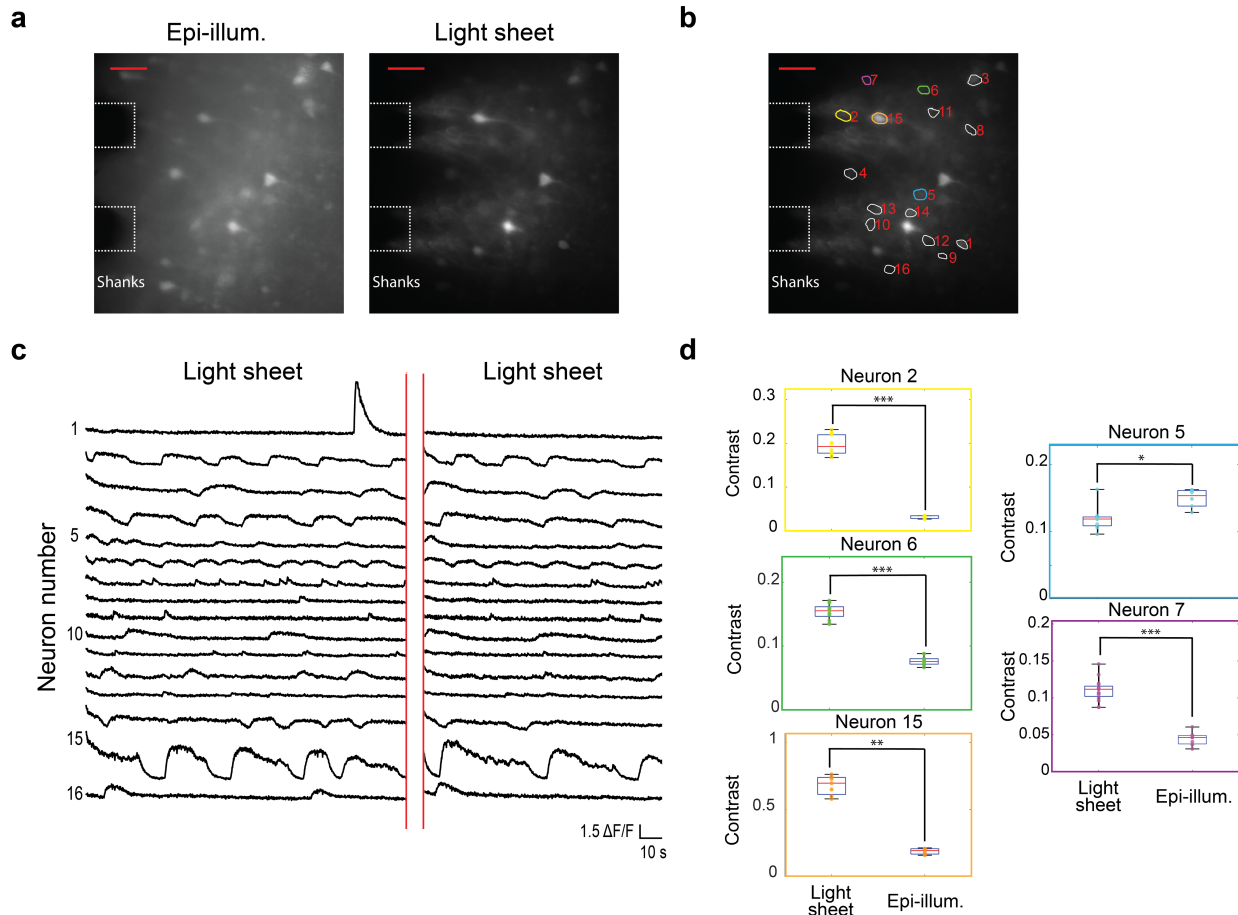 a
Epi-illum.
Light sheet
Shanks
Shanks
b
7
3
6
2
15
11
8
4
5
13
14
10
12
1
9
16
c
Light sheet
Light sheet
Neuron number
1
5
10
15
16
1.5 ΔF/F
10 s
d
Neuron 2
Contrast
0.3
0.2
0.1
0
***
Neuron 5
Contrast
0.2
0.1
0
*
Neuron 6
Contrast
0.2
0.1
0
***
Neuron 7
Contrast
0.2
0.15
0.1
0.05
0
***
Neuron 15
Contrast
1
0.5
0
**
Light
sheet
Epi-illum.
Light
sheet
Epi-illum.